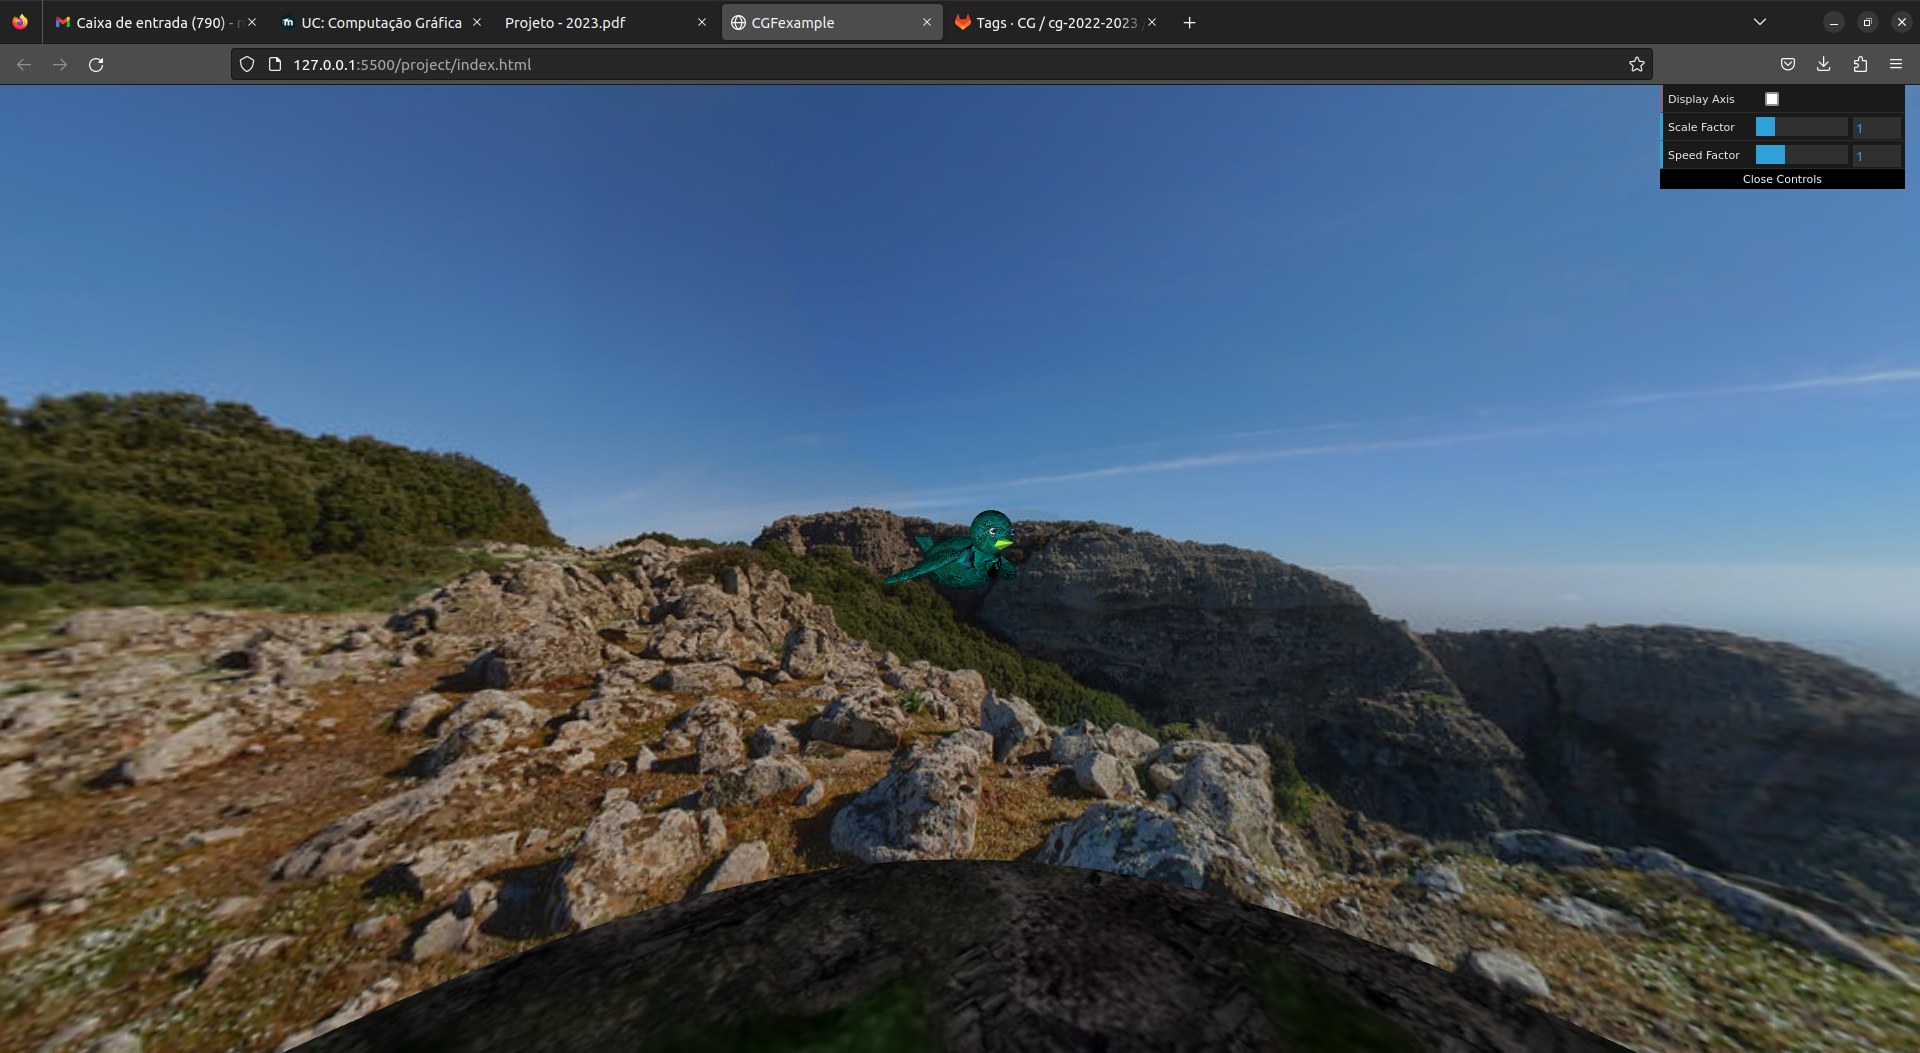 Caixa de entrada (790) -
UC: Computação Gráfica
Projeto - 2023.pdf
CGFexample
Tags · CG / cg-2022-2023
127.0.0.1:5500/project/index.html
Display Axis
Scale Factor 1
Speed Factor 1
Close Controls